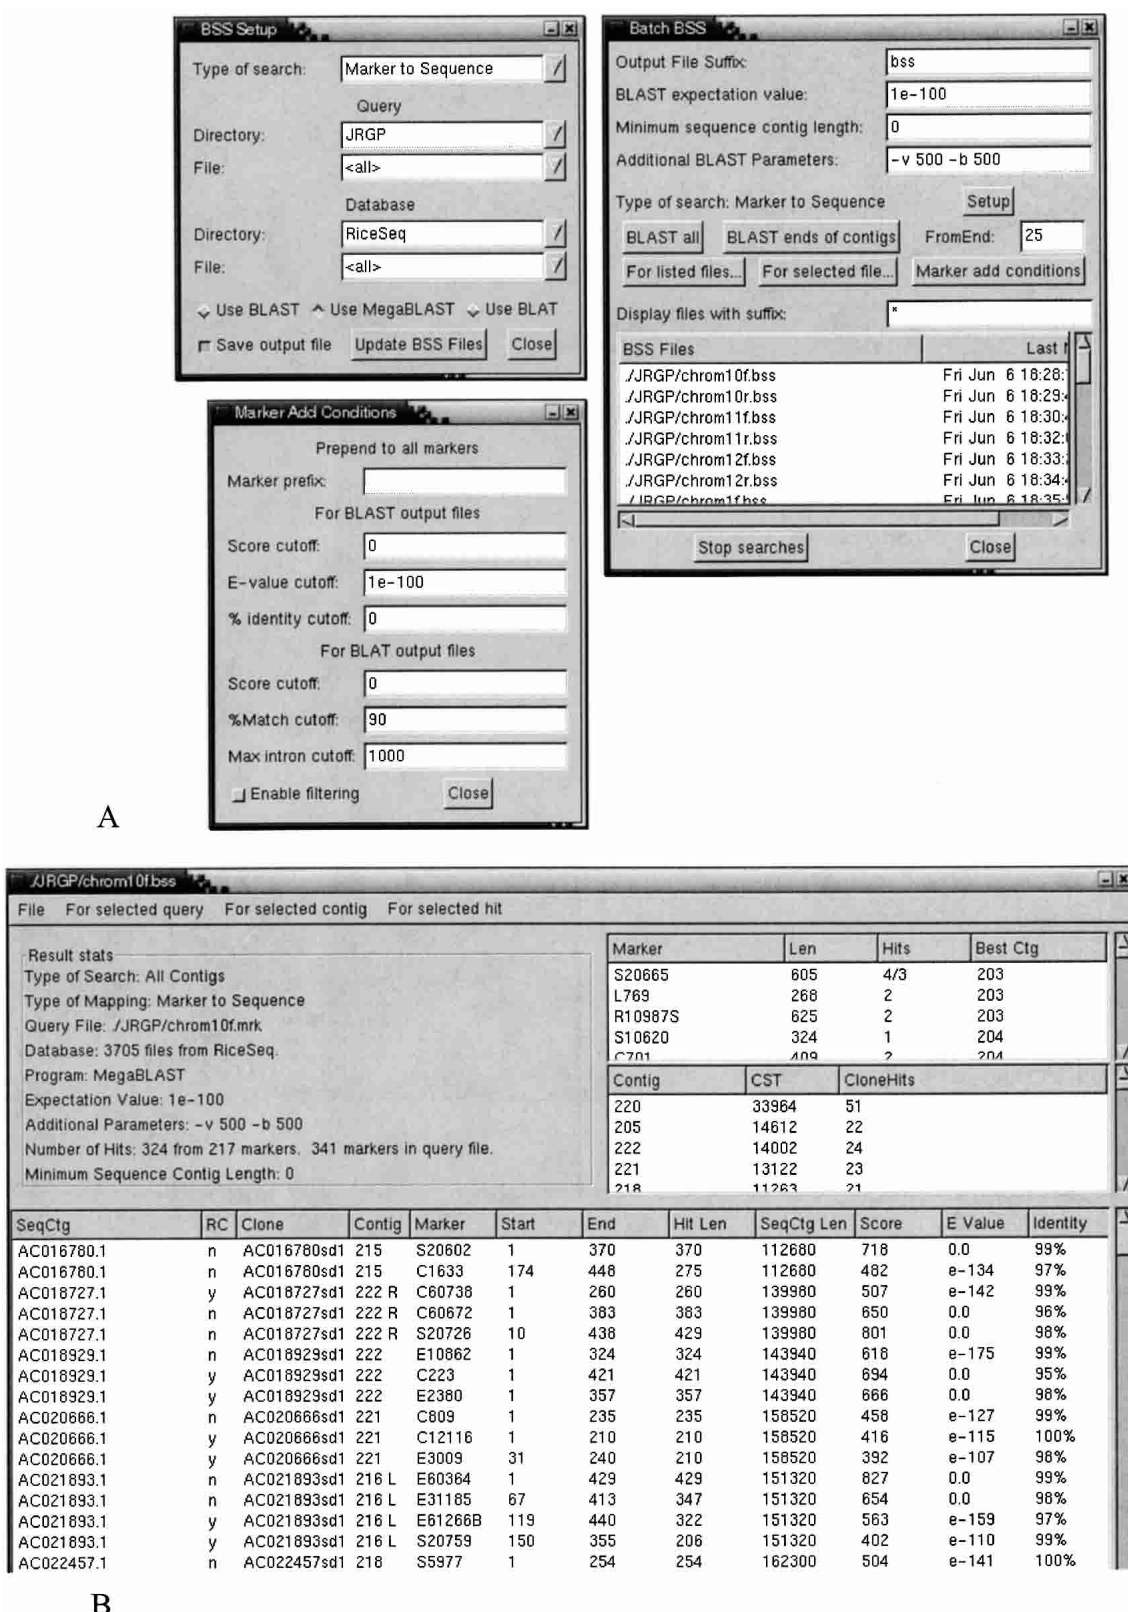 BSS Setup
Type of search: Marker to Sequence
Query
Directory: JRGP
File: <all>
Database
Directory: RiceSeq
File: <all>
Use BLAST Use MegaBLAST Use BLAT
Save output file Update BSS Files Close
Batch BSS
Output File Suffix: bss
BLAST expectation value: 1e-100
Minimum sequence contig length: 0
Additional BLAST Parameters: -v 500 -b 500
Type of search: Marker to Sequence Setup
BLAST all BLAST ends of contigs FromEnd: 25
For listed files... For selected file... Marker add conditions
Display files with suffix: *
BSS Files Last
./JRGP/chrom10f.bss Fri Jun 6 18:28:
./JRGP/chrom10r.bss Fri Jun 6 18:29:
./JRGP/chrom11f.bss Fri Jun 6 18:30:
./JRGP/chrom11r.bss Fri Jun 6 18:32:
./JRGP/chrom12f.bss Fri Jun 6 18:33:
./JRGP/chrom12r.bss Fri Jun 6 18:34:
./JRGP/chrom1f.bss Fri Jun 6 18:35:
Stop searches Close
Marker Add Conditions
Prepend to all markers
Marker prefix:
For BLAST output files
Score cutoff: 0
E-value cutoff: 1e-100
% identity cutoff: 0
For BLAT output files
Score cutoff: 0
%Match cutoff: 90
Max intron cutoff: 1000
Enable filtering Close
A
./JRGP/chrom10f.bss
File For selected query For selected contig For selected hit
Result stats
Type of Search: All Contigs
Type of Mapping: Marker to Sequence
Query File: ./JRGP/chrom10f.mrk
Database: 3705 files from RiceSeq.
Program: MegaBLAST
Expectation Value: 1e-100
Additional Parameters: -v 500 -b 500
Number of Hits: 324 from 217 markers. 341 markers in query file.
Minimum Sequence Contig Length: 0
Marker Len Hits Best Ctg
S20665 605 4/3 203
L769 268 2 203
R10987S 625 2 203
S10620 324 1 204
C701 409 2 204
Contig CST CloneHits
220 33964 51
205 14612 22
222 14002 24
221 13122 23
218 11263 21
SeqCtg RC Clone Contig Marker Start End Hit Len SeqCtg Len Score E Value Identity
AC016780.1 n AC016780sd1 215 S20602 1 370 370 112680 718 0.0 99%
AC016780.1 n AC016780sd1 215 C1633 174 448 275 112680 482 e-134 97%
AC018727.1 y AC018727sd1 222 R C60738 1 260 260 139980 507 e-142 99%
AC018727.1 n AC018727sd1 222 R C60672 1 383 383 139980 650 0.0 96%
AC018727.1 n AC018727sd1 222 R S20726 10 438 429 139980 801 0.0 98%
AC018929.1 n AC018929sd1 222 E10862 1 324 324 143940 618 e-175 99%
AC018929.1 y AC018929sd1 222 C223 1 421 421 143940 694 0.0 95%
AC018929.1 y AC018929sd1 222 E2380 1 357 357 143940 666 0.0 98%
AC020666.1 n AC020666sd1 221 C809 1 235 235 158520 458 e-127 99%
AC020666.1 y AC020666sd1 221 C12116 1 210 210 158520 416 e-115 100%
AC020666.1 y AC020666sd1 221 E3009 31 240 210 158520 392 e-107 98%
AC021893.1 n AC021893sd1 216 L E60364 1 429 429 151320 827 0.0 99%
AC021893.1 n AC021893sd1 216 L E31185 67 413 347 151320 654 0.0 98%
AC021893.1 y AC021893sd1 216 L E61266B 119 440 322 151320 563 e-159 97%
AC021893.1 y AC021893sd1 216 L S20759 150 355 206 151320 402 e-110 99%
AC022457.1 n AC022457sd1 218 S5977 1 254 254 162300 504 e-141 100%
B